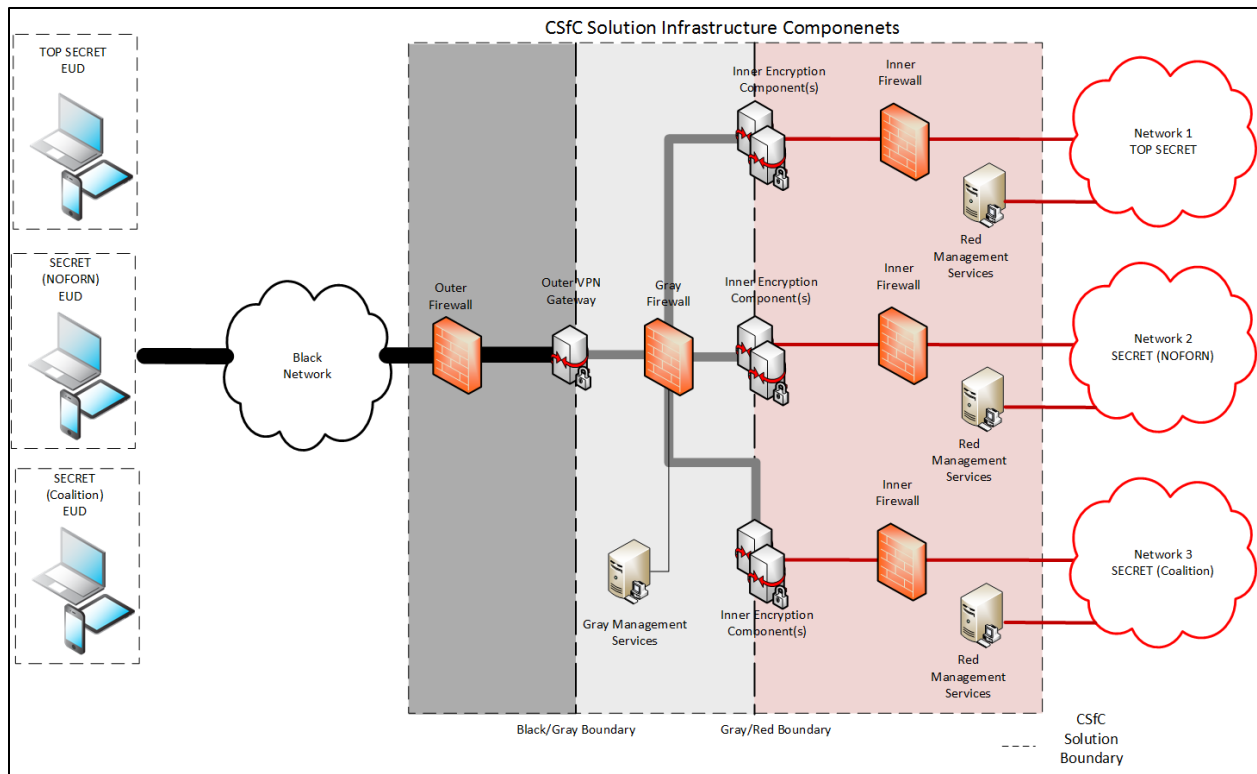 CSfC Solution Infrastructure Componenets
TOP SECRET
EUD
SECRET
(NOFORN)
EUD
SECRET
(Coalition)
EUD
Black
Network
Outer
Firewall
Outer VPN
Gateway
Gray
Firewall
Gray Management
Services
Inner Encryption
Component(s)
Inner
Firewall
Red
Management
Services
Network 1
TOP SECRET
Inner Encryption
Component(s)
Inner
Firewall
Red
Management
Services
Network 2
SECRET (NOFORN)
Inner Encryption
Component(s)
Inner
Firewall
Red
Management
Services
Network 3
SECRET (Coalition)
Black/Gray Boundary
Gray/Red Boundary
CSfC
Solution
Boundary